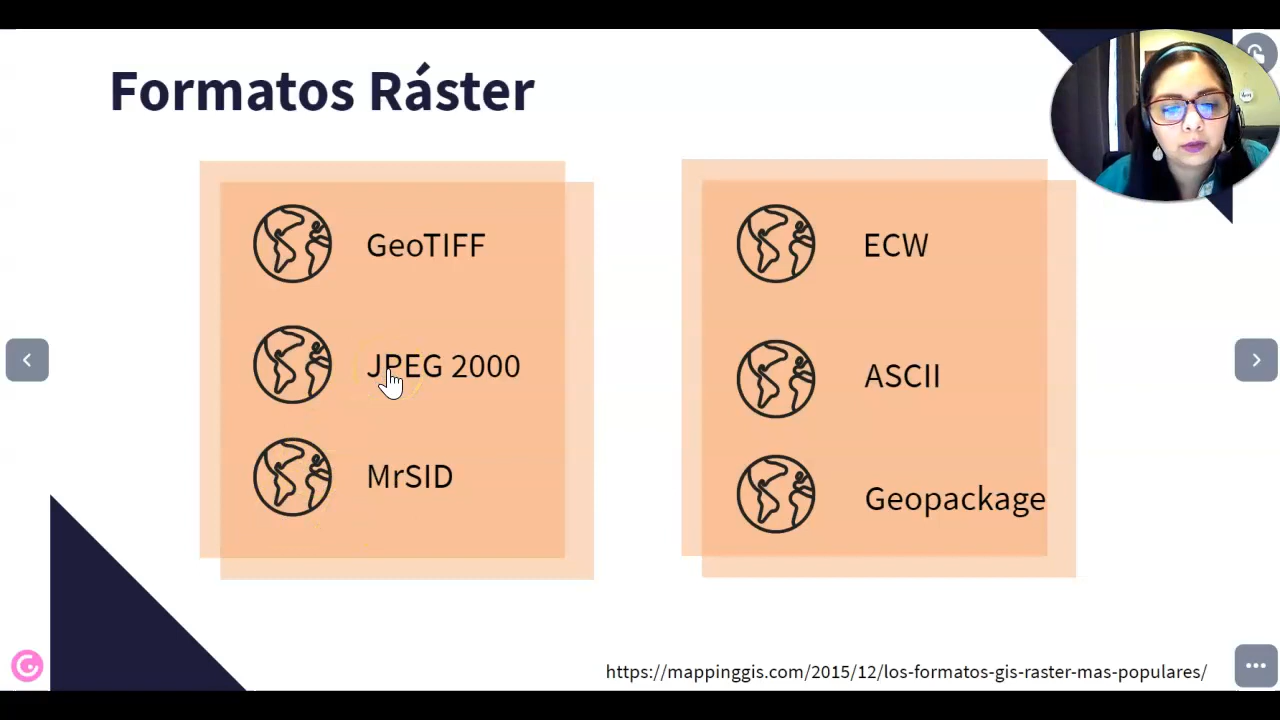 Formatos Ráster
GeoTIFF
JPEG 2000
MrSID
ECW
ASCII
Geopackage
https://mappinggis.com/2015/12/los-formatos-gis-raster-mas-populares/